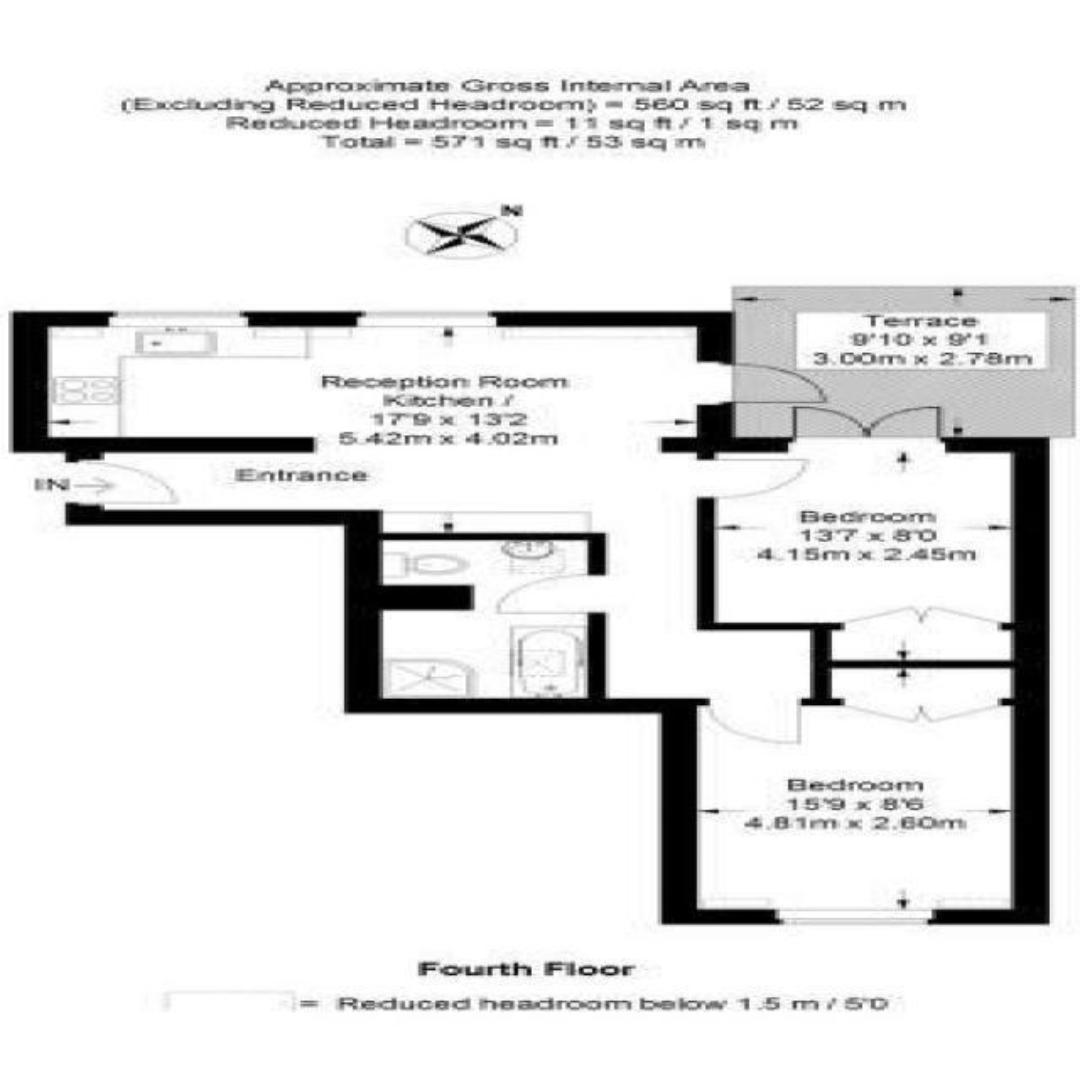 Approximate Gross Internal Area
(Excluding Reduced Headroom) = 560 sq ft / 52 sq m
Reduced Headroom = 11 sq ft / 1 sq m
Total = 571 sq ft / 53 sq m
N
Terrace
9'10 x 9'1
3.00m x 2.78m
Reception Room
Kitchen /
17'9 x 13'2
5.42m x 4.02m
IN
Entrance
Bedroom
13'7 x 8'0
4.15m x 2.45m
Bedroom
15'9 x 8'6
4.81m x 2.60m
Fourth Floor
= Reduced headroom below 1.5 m / 5'0